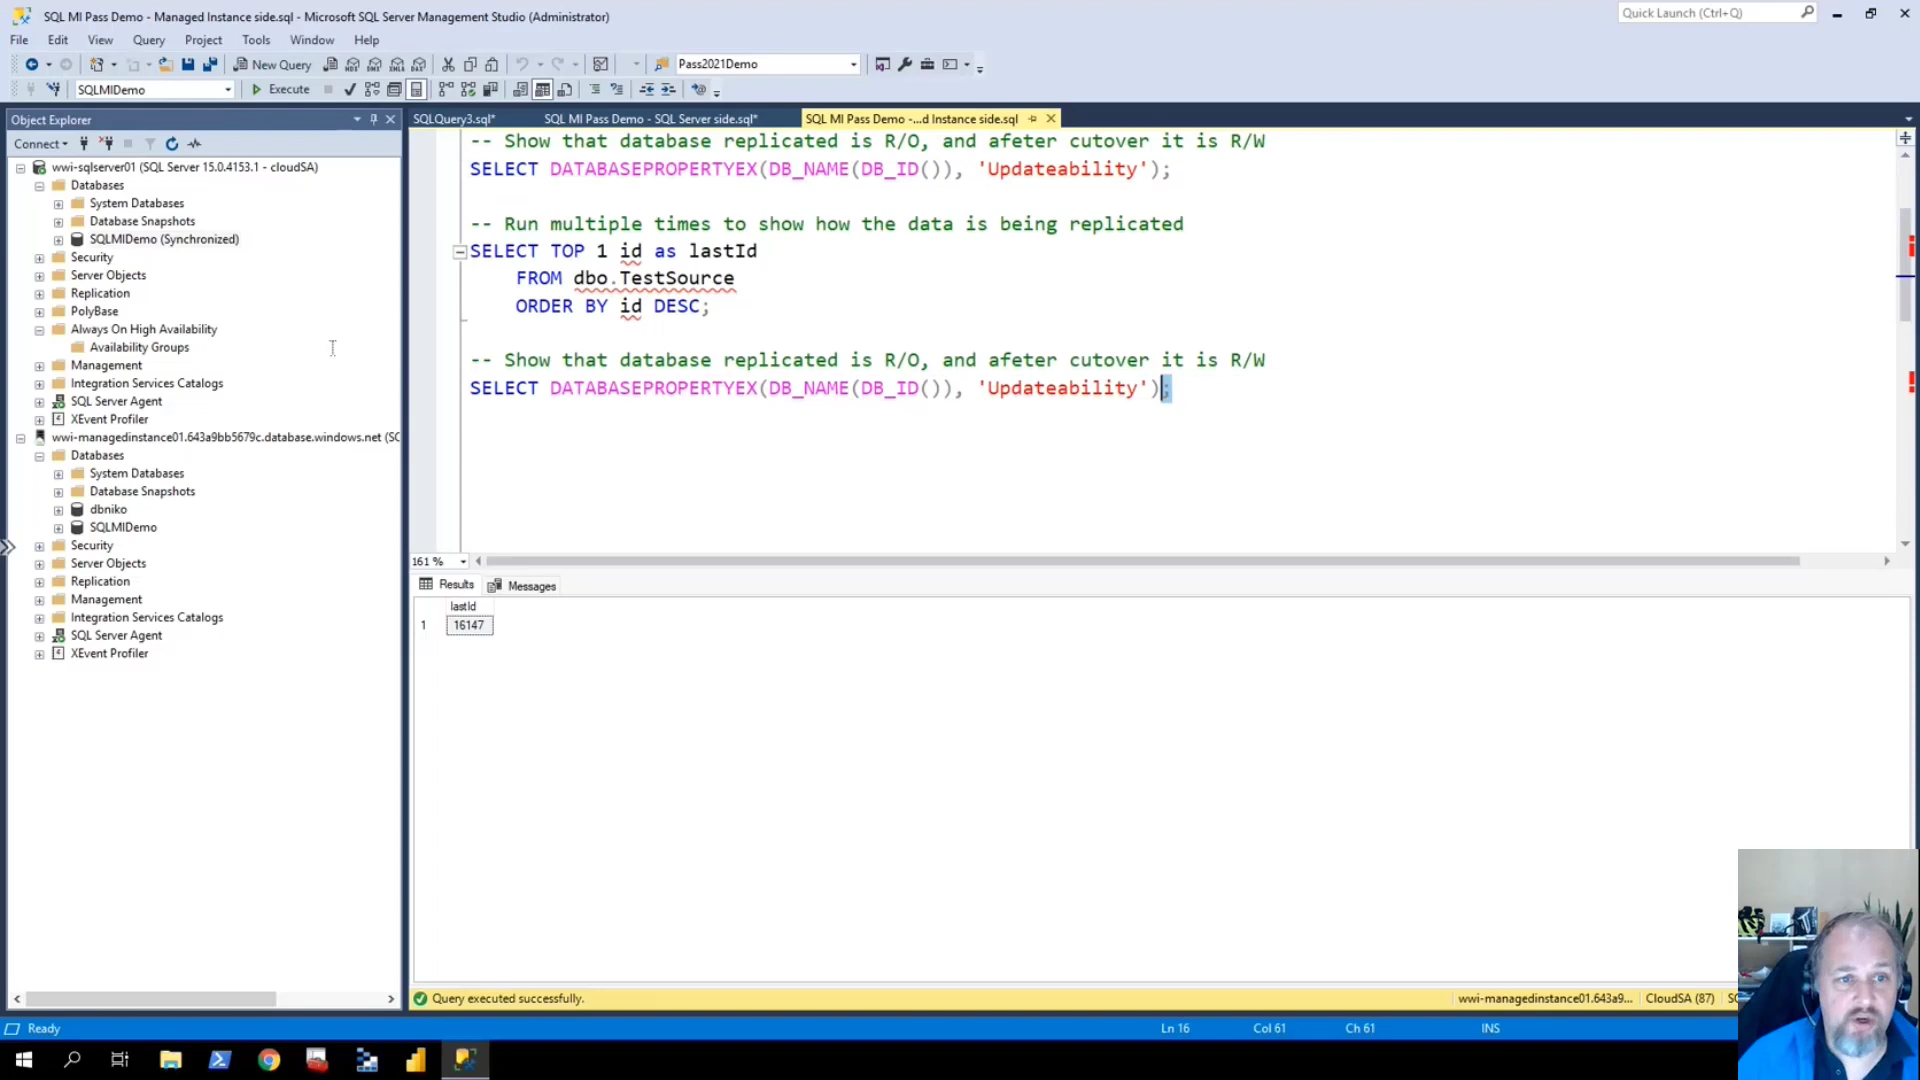 SQL MI Pass Demo - Managed Instance side.sql - Microsoft SQL Server Management Studio (Administrator)
Quick Launch (Ctrl+Q)
File Edit View Query Project Tools Window Help
New Query
Pass2021Demo
SQLMIDemo
Execute
Object Explorer
Connect
wwi-sqlserver01 (SQL Server 15.0.4153.1 - cloudSA)
Databases
System Databases
Database Snapshots
SQLMIDemo (Synchronized)
Security
Server Objects
Replication
PolyBase
Always On High Availability
Availability Groups
Management
Integration Services Catalogs
SQL Server Agent
XEvent Profiler
wwi-managedinstance01.643a9bb5679c.database.windows.net (SC
Databases
System Databases
Database Snapshots
dbniko
SQLMIDemo
Security
Server Objects
Replication
Management
Integration Services Catalogs
SQL Server Agent
XEvent Profiler
SQLQuery3.sql*
SQL MI Pass Demo - SQL Server side.sql*
SQL MI Pass Demo -...d Instance side.sql
-- Show that database replicated is R/O, and afeter cutover it is R/W
SELECT DATABASEPROPERTYEX(DB_NAME(DB_ID()), 'Updateability');
-- Run multiple times to show how the data is being replicated
SELECT TOP 1 id as lastId
FROM dbo.TestSource
ORDER BY id DESC;
-- Show that database replicated is R/O, and afeter cutover it is R/W
SELECT DATABASEPROPERTYEX(DB_NAME(DB_ID()), 'Updateability');
161 %
Results
Messages
lastId
1 16147
Query executed successfully.
wwi-managedinstance01.643a9...
CloudSA (87)
Ready
Ln 16
Col 61
Ch 61
INS